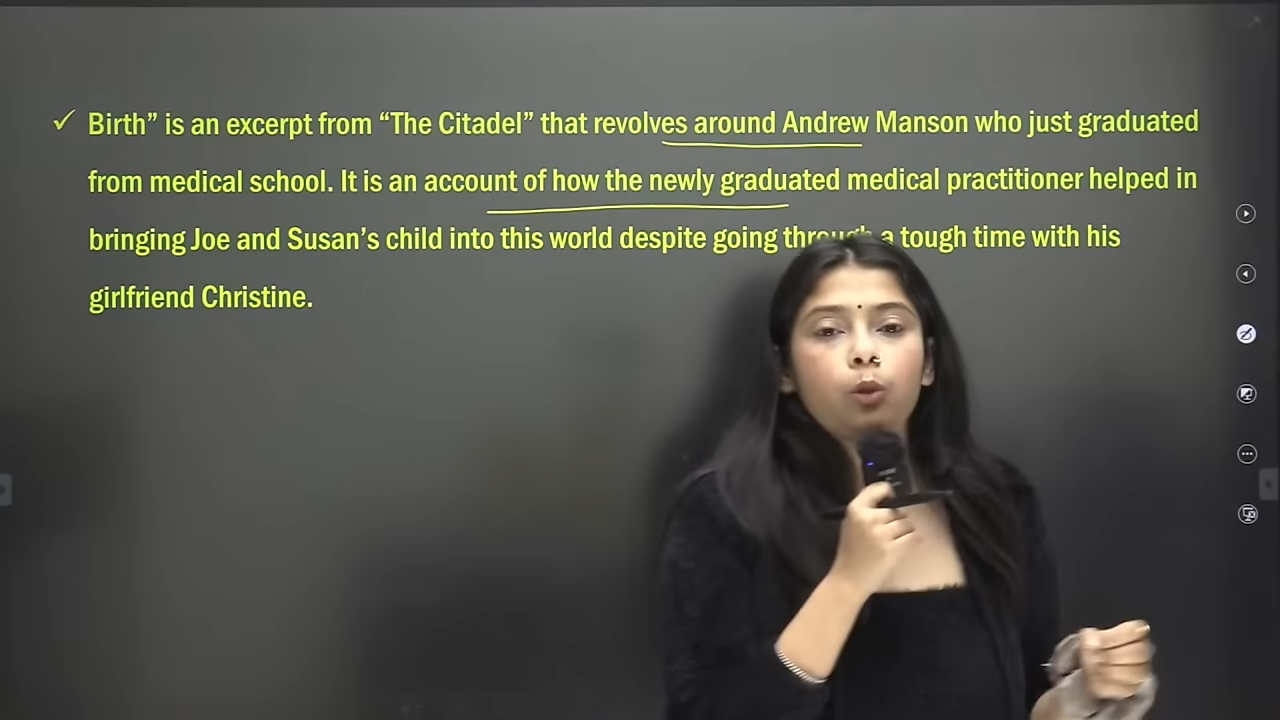 ✓ Birth” is an excerpt from “The Citadel” that revolves around Andrew Manson who just graduated
from medical school. It is an account of how the newly graduated medical practitioner helped in
bringing Joe and Susan’s child into this world despite going through a tough time with his
girlfriend Christine.